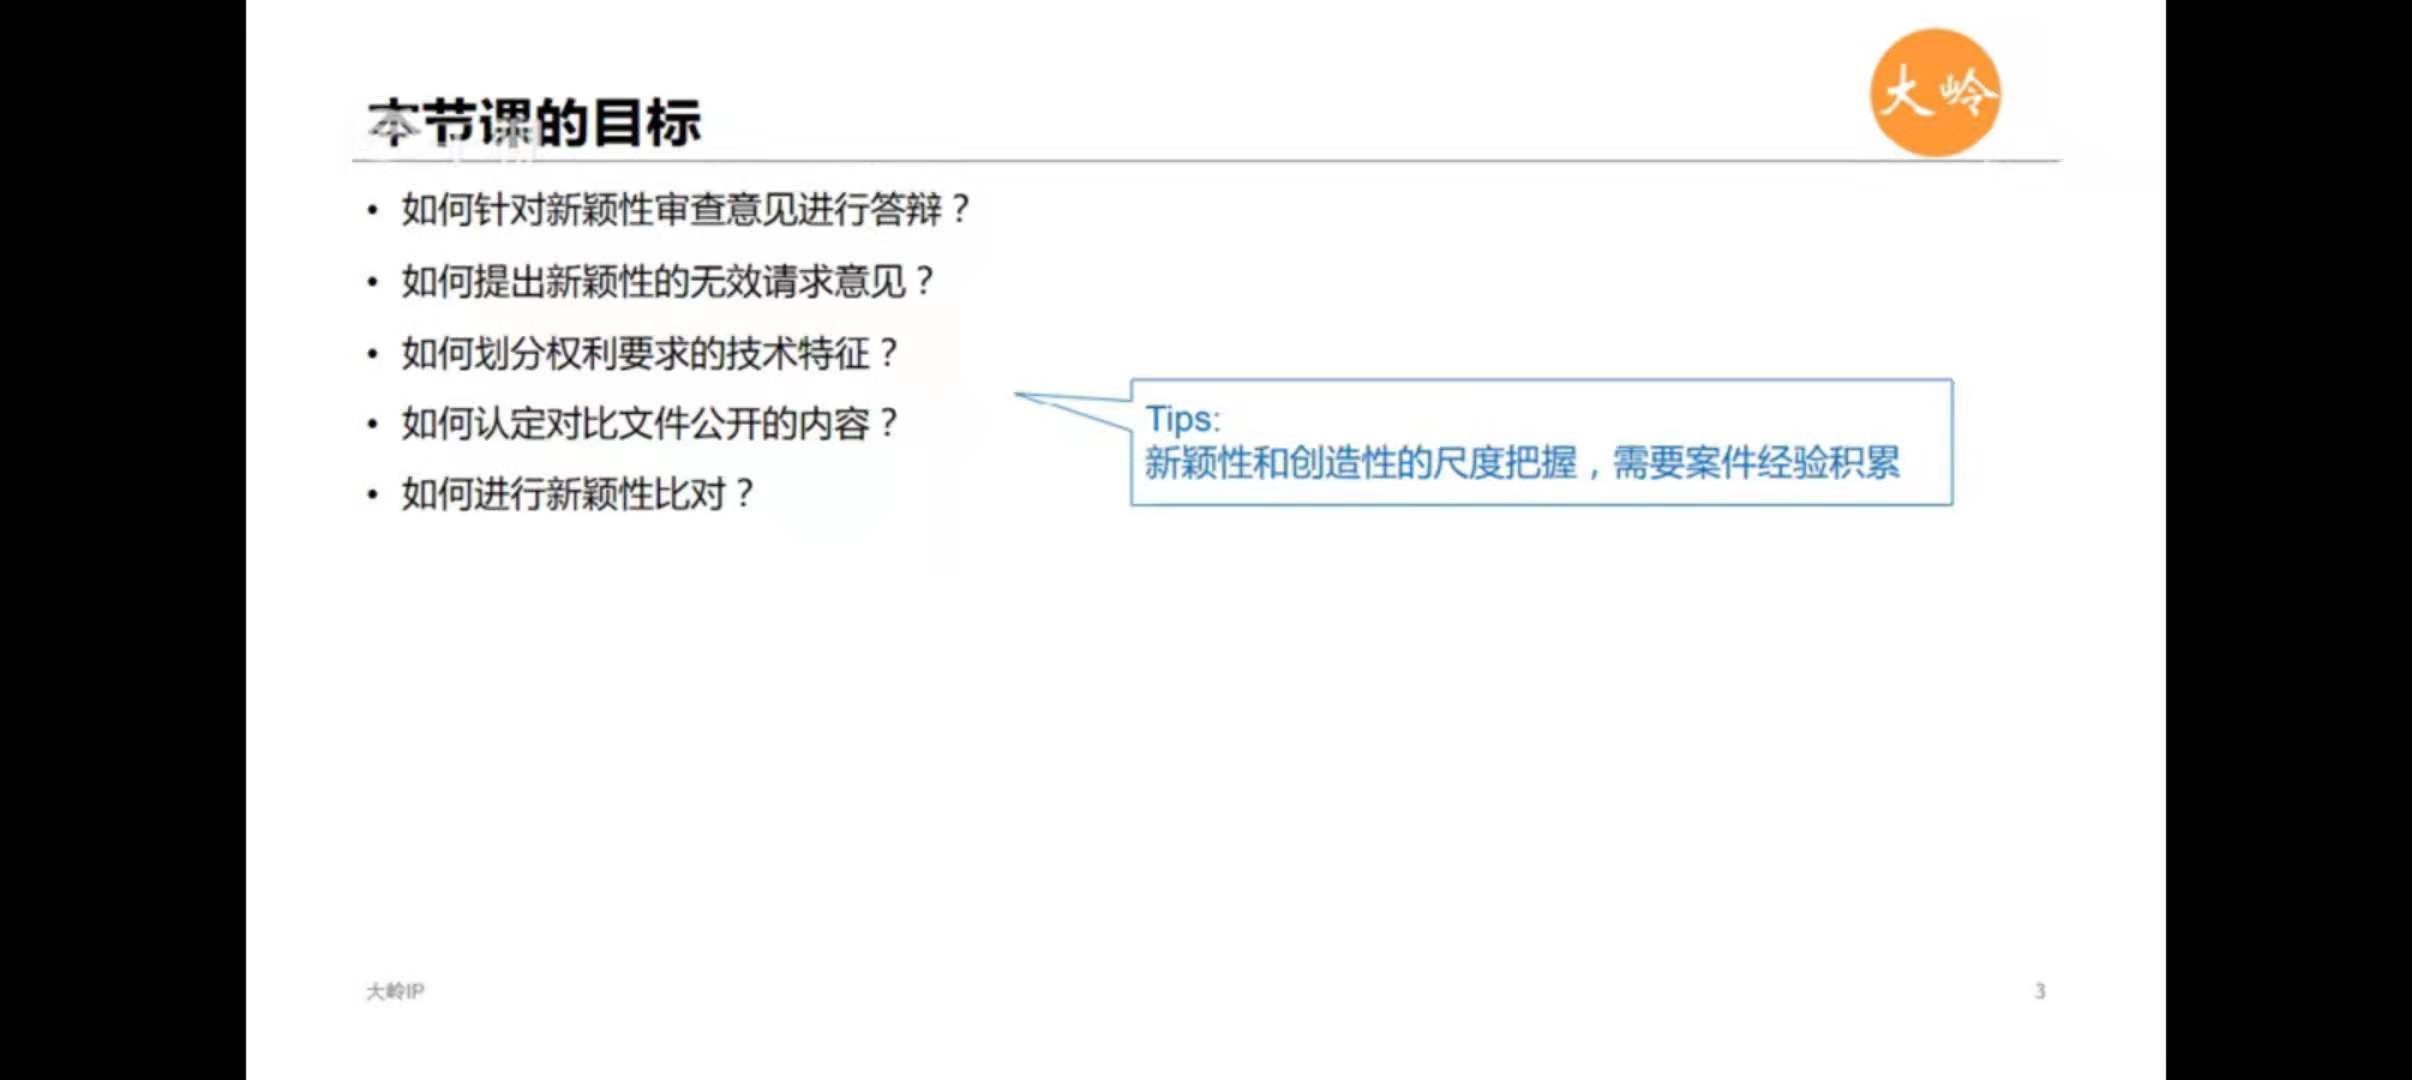 本节课的目标
大岭
• 如何针对新颖性审查意见进行答辩？
• 如何提出新颖性的无效请求意见？
• 如何划分权利要求的技术特征？
• 如何认定对比文件公开的内容？
• 如何进行新颖性比对？
Tips:
新颖性和创造性的尺度把握，需要案件经验积累
大岭IP
3